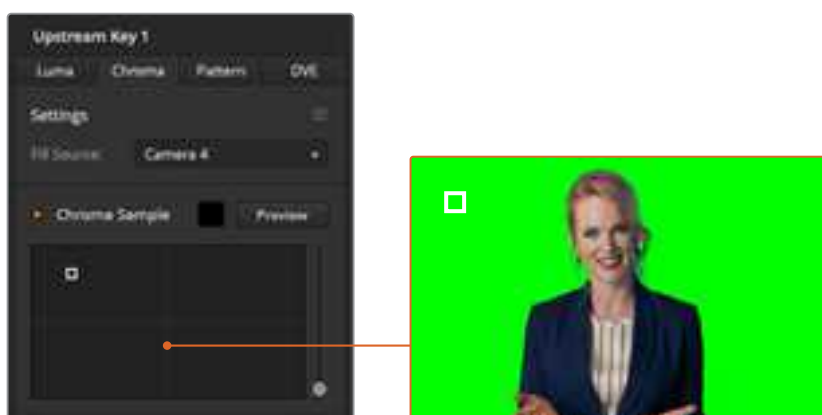 Upstream Key 1
Luma Chroma Pattern DVE
Settings
Fill Source: Camera 4
Chroma Sample Preview